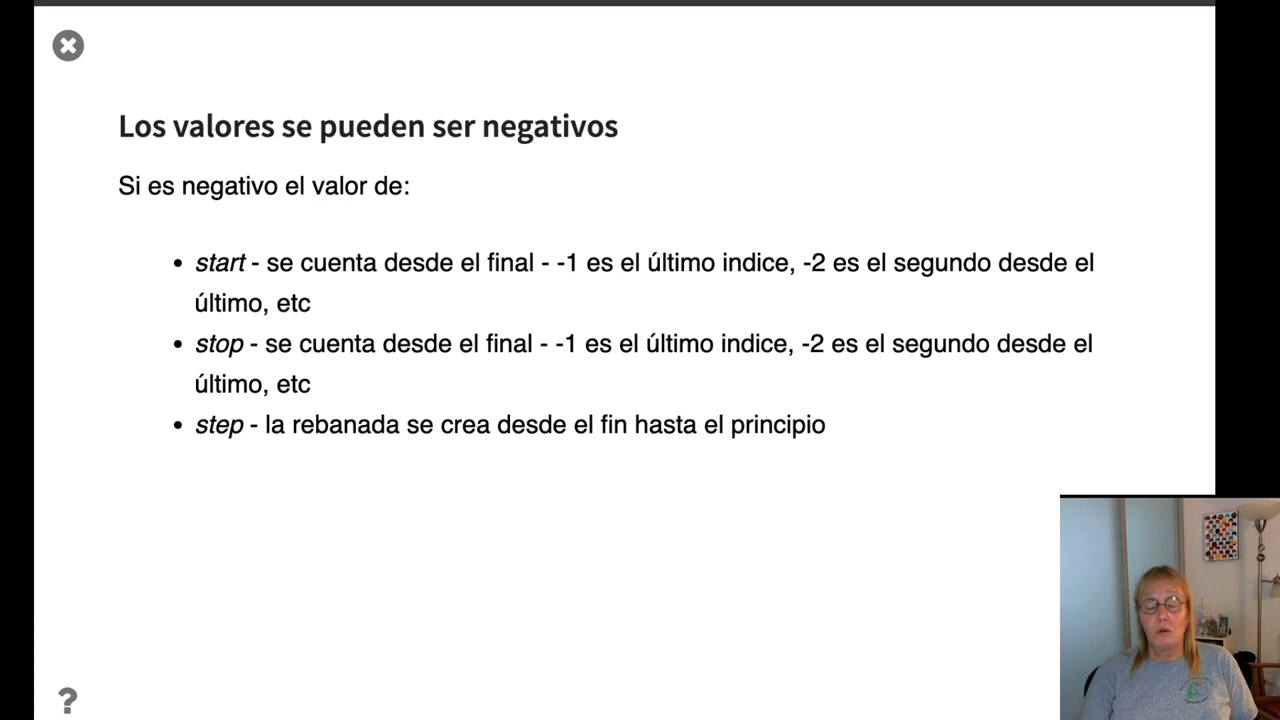 Los valores se pueden ser negativos
Si es negativo el valor de:
• start - se cuenta desde el final - -1 es el último indice, -2 es el segundo desde el
último, etc
• stop - se cuenta desde el final - -1 es el último indice, -2 es el segundo desde el
último, etc
• step - la rebanada se crea desde el fin hasta el principio
?